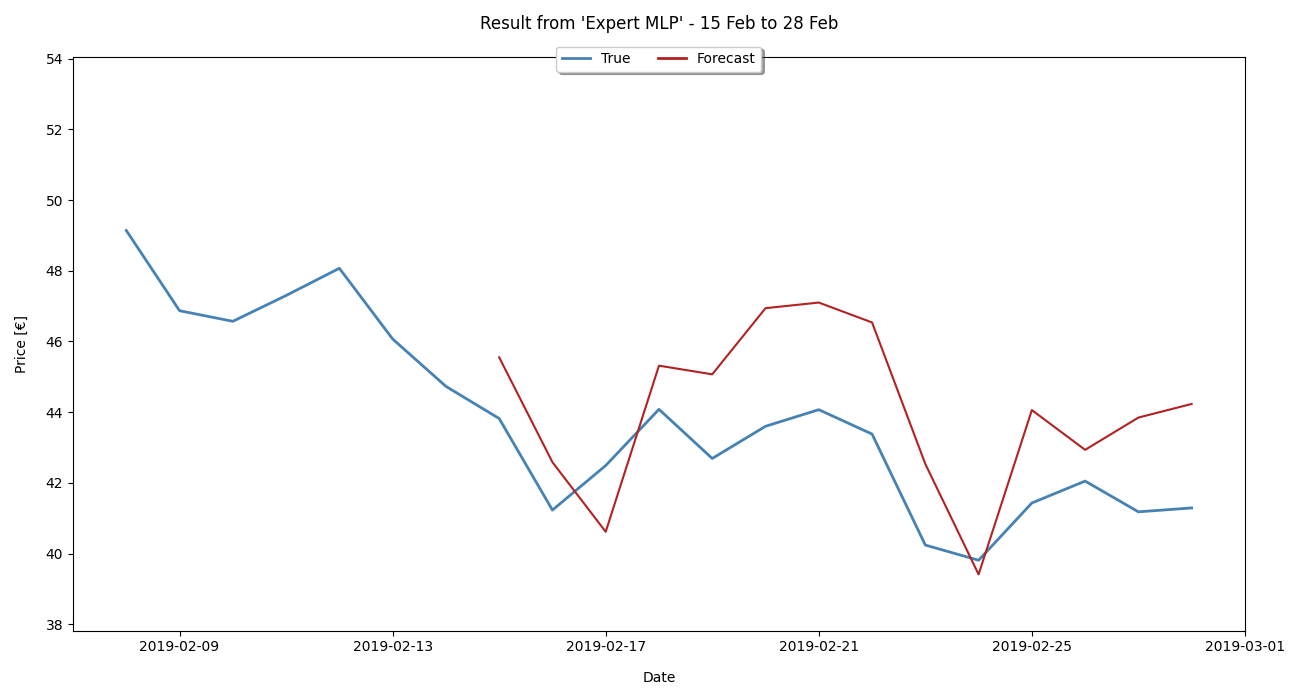 Result from 'Expert MLP' - 15 Feb to 28 Feb
True Forecast
54
52
50
48
46
44
42
40
38
Price [€]
2019-02-09 2019-02-13 2019-02-17 2019-02-21 2019-02-25 2019-03-01
Date